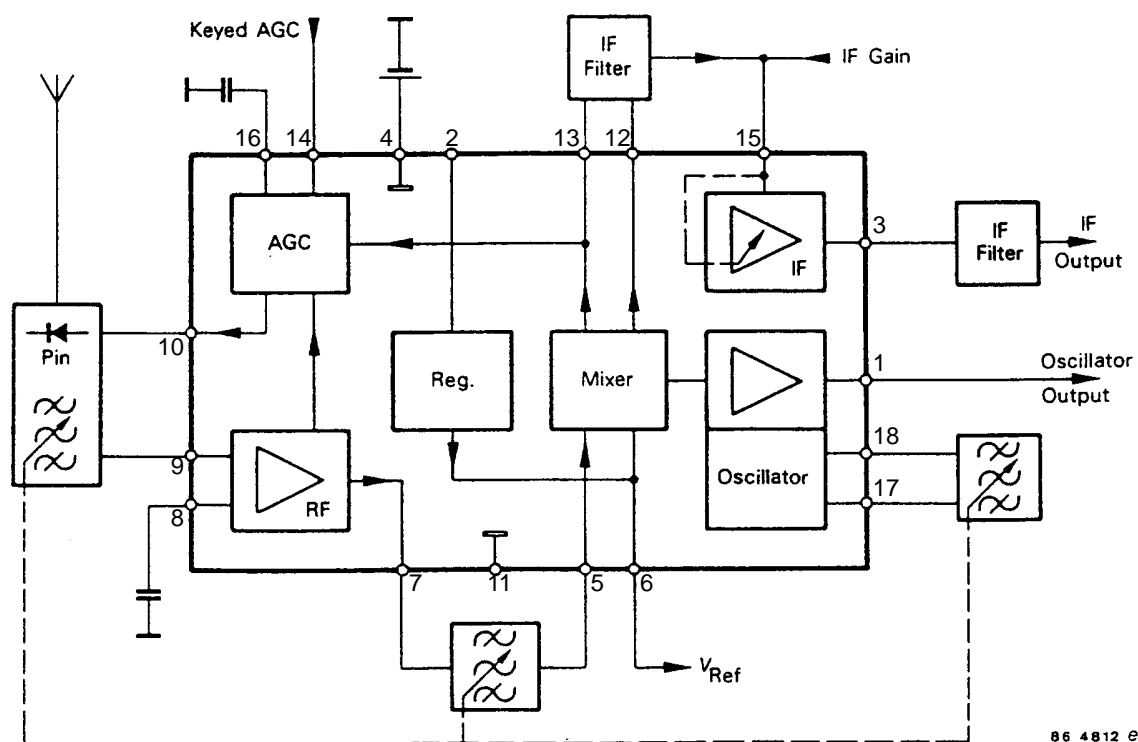 Keyed AGC
IF
Filter
IF Gain
16
14
4
2
13
12
15
AGC
IF
3
IF
Filter
IF
Output
Pin
10
Reg.
Mixer
1
Oscillator
Output
9
8
RF
Oscillator
18
17
7
11
5
6
VRef
86 4812 e